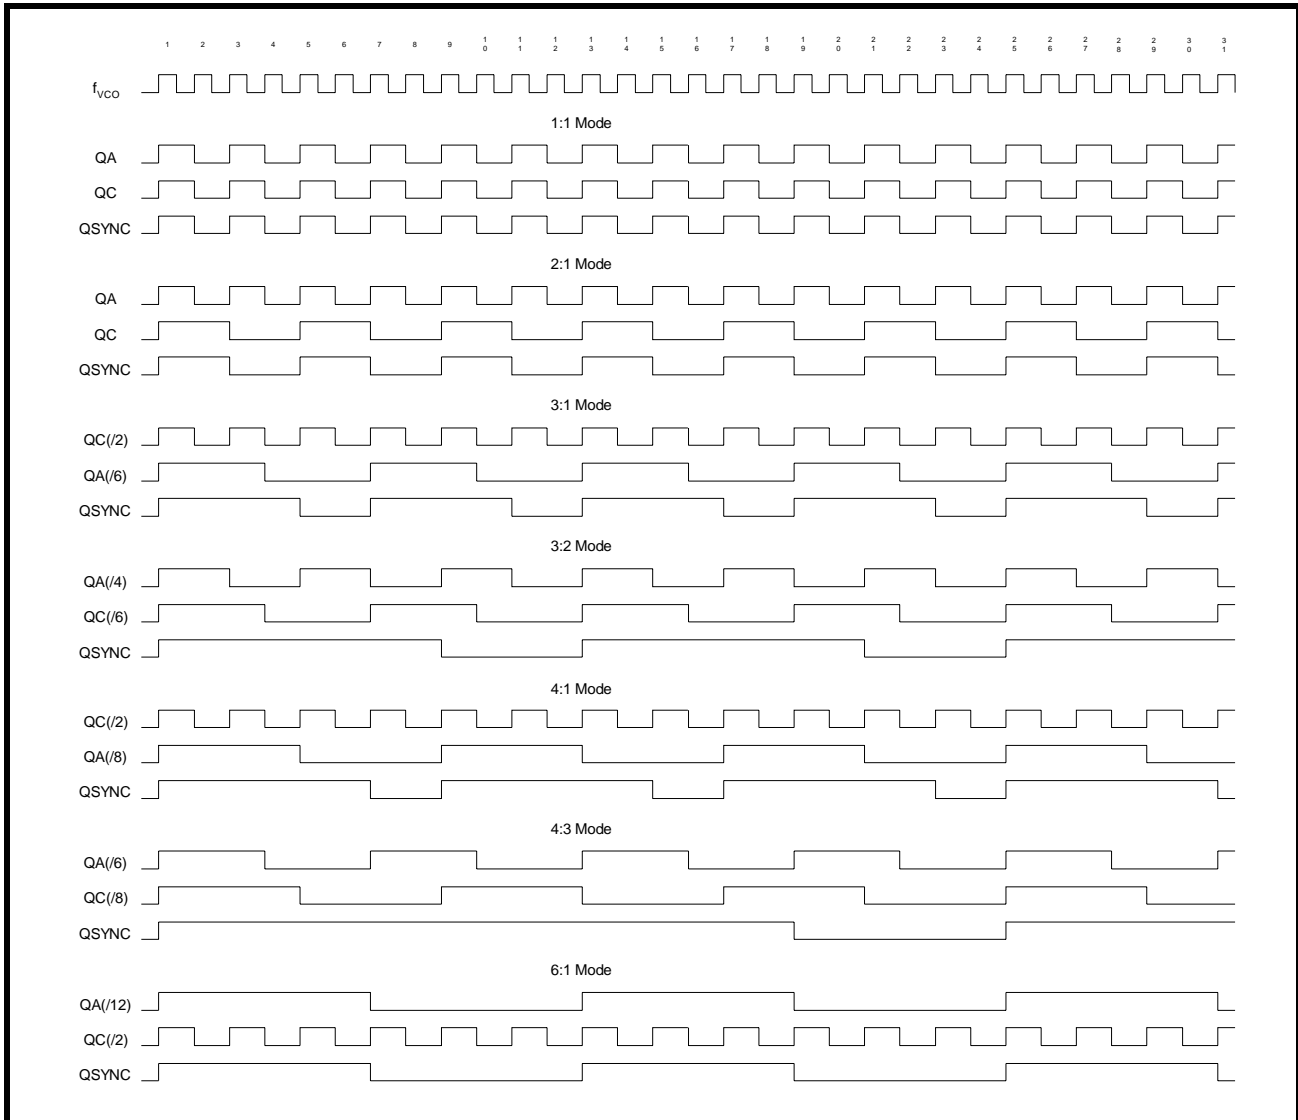 1 2 3 4 5 6 7 8 9 10 11 12 13 14 15 16 17 18 19 20 21 22 23 24 25 26 27 28 29 30 31
fVCO
1:1 Mode
QA
QC
QSYNC
2:1 Mode
QA
QC
QSYNC
3:1 Mode
QC(/2)
QA(/6)
QSYNC
3:2 Mode
QA(/4)
QC(/6)
QSYNC
4:1 Mode
QC(/2)
QA(/8)
QSYNC
4:3 Mode
QA(/6)
QC(/8)
QSYNC
6:1 Mode
QA(/12)
QC(/2)
QSYNC